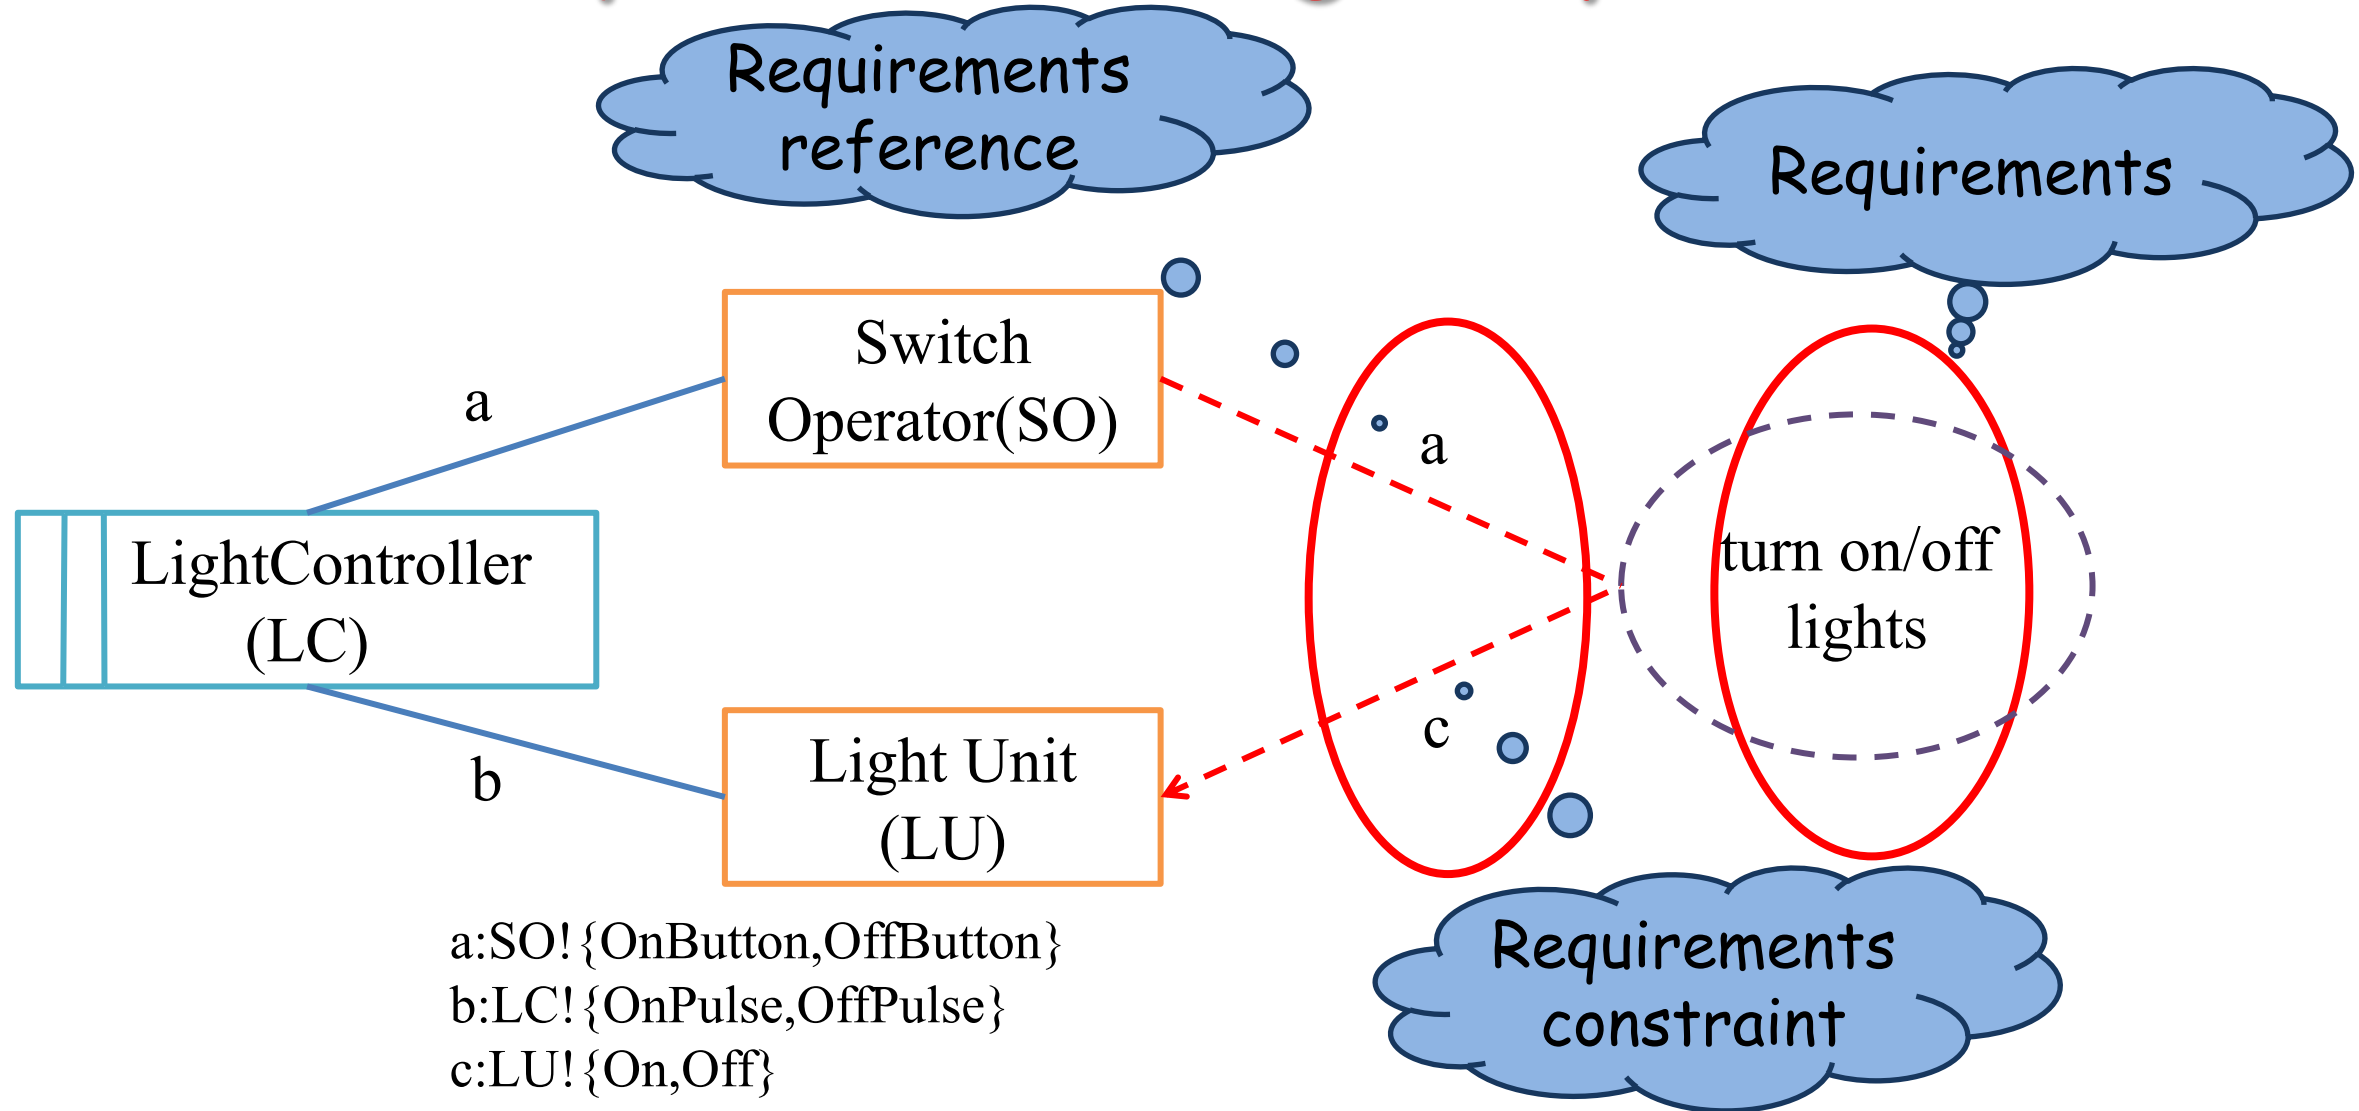 Requirements
reference
Requirements
Switch
Operator(SO)
a
a
LightController
(LC)
turn on/off
lights
b
c
Light Unit
(LU)
a:SO!{OnButton,OffButton}
b:LC!{OnPulse,OffPulse}
c:LU!{On,Off}
Requirements
constraint